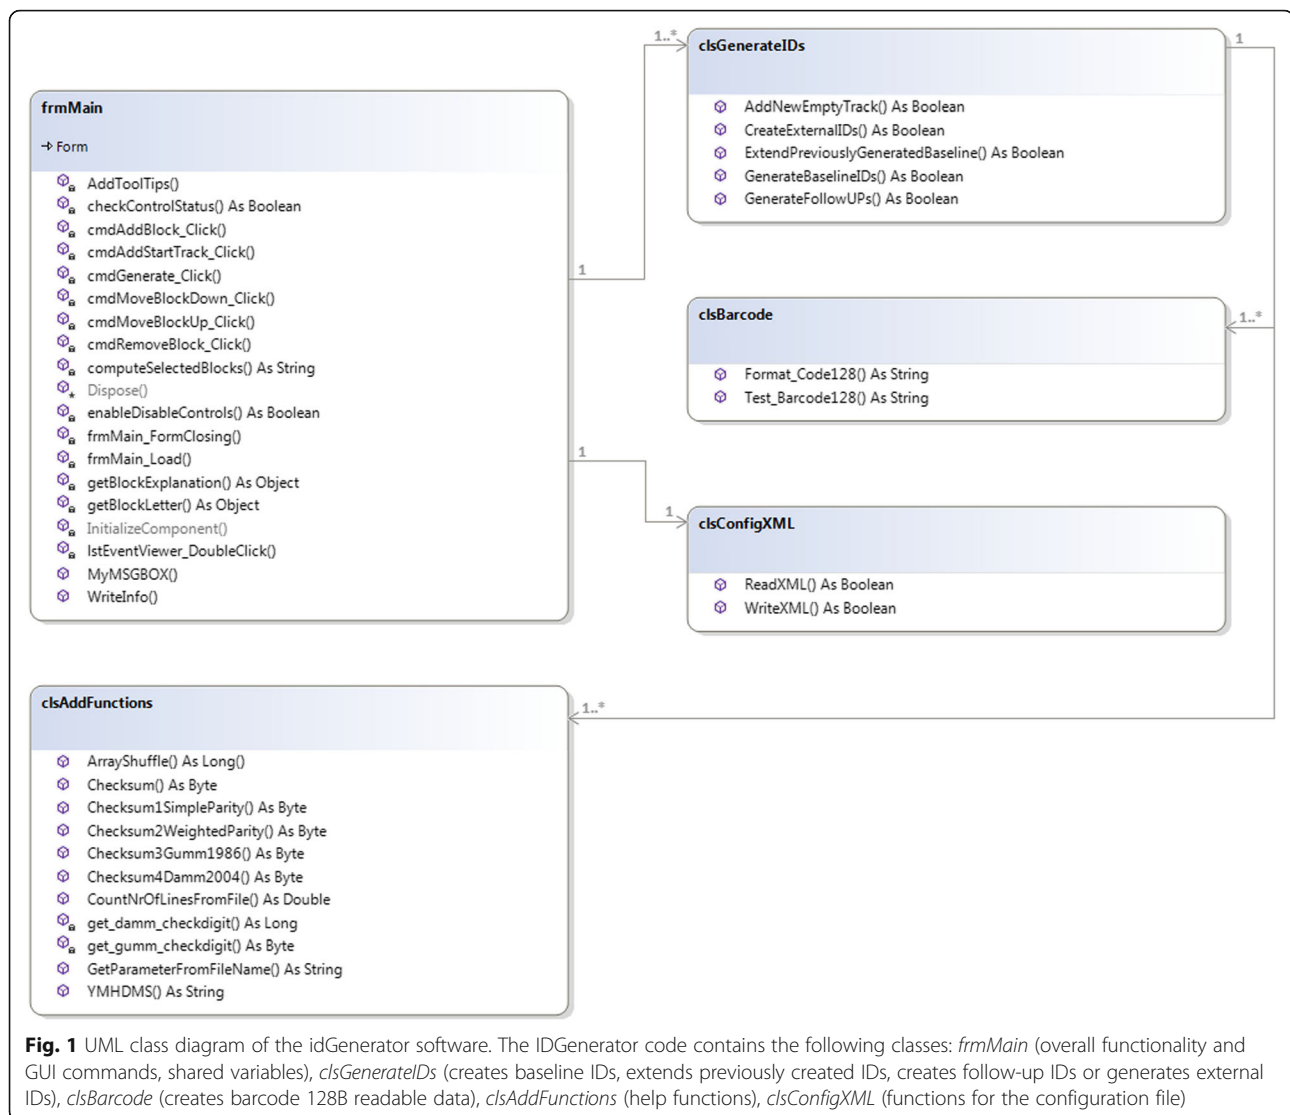 frmMain
Form
AddToolTips()
checkControlStatus() As Boolean
cmdAddBlock_Click()
cmdAddStartTrack_Click()
cmdGenerate_Click()
cmdMoveBlockDown_Click()
cmdMoveBlockUp_Click()
cmdRemoveBlock_Click()
computeSelectedBlocks() As String
Dispose()
enableDisableControls() As Boolean
frmMain_FormClosing()
frmMain_Load()
getBlockExplanation() As Object
getBlockLetter() As Object
InitializeComponent()
lstEventViewer_DoubleClick()
MyMSGBOX()
WriteInfo()
1
1..*
1
1
clsGenerateIDs
AddNewEmptyTrack() As Boolean
CreateExternalIDs() As Boolean
ExtendPreviouslyGeneratedBaseline() As Boolean
GenerateBaselineIDs() As Boolean
GenerateFollowUPs() As Boolean
1
clsBarcode
Format_Code128() As String
Test_Barcode128() As String
1..*
clsConfigXML
ReadXML() As Boolean
WriteXML() As Boolean
clsAddFunctions
1..*
ArrayShuffle() As Long()
Checksum() As Byte
Checksum1SimpleParity() As Byte
Checksum2WeightedParity() As Byte
Checksum3Gumm1986() As Byte
Checksum4Damm2004() As Byte
CountNrOfLinesFromFile() As Double
get_damm_checkdigit() As Long
get_gumm_checkdigit() As Byte
GetParameterFromFileName() As String
YMHDMS() As String
Fig. 1 UML class diagram of the idGenerator software. The IDGenerator code contains the following classes: frmMain (overall functionality and
GUI commands, shared variables), clsGenerateIDs (creates baseline IDs, extends previously created IDs, creates follow-up IDs or generates external
IDs), clsBarcode (creates barcode 128B readable data), clsAddFunctions (help functions), clsConfigXML (functions for the configuration file)